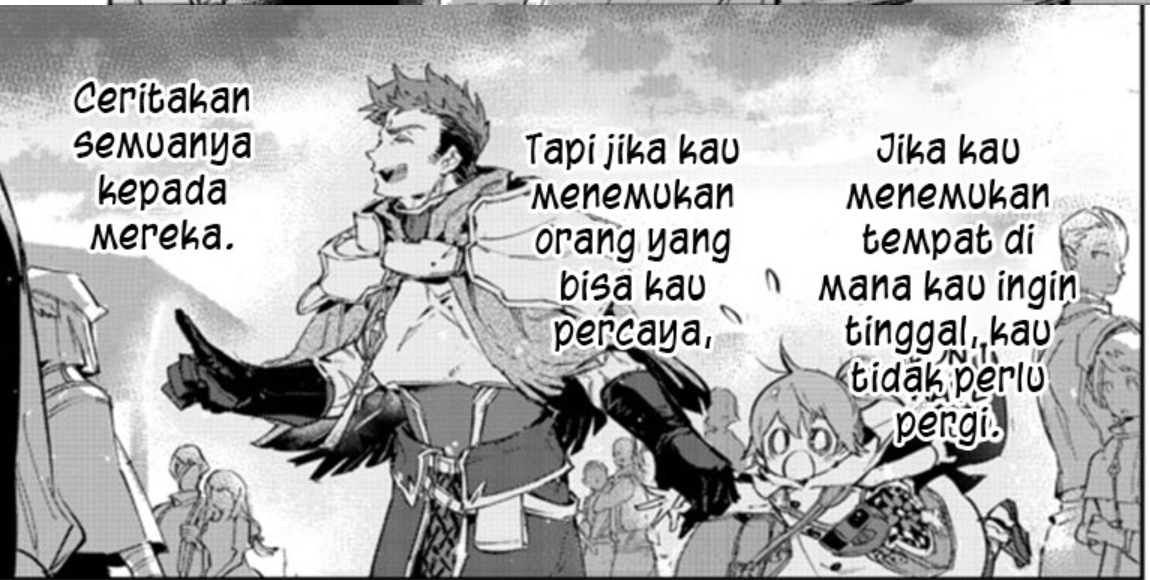 Jika kau
menemukan
tempat di
mana kau ingin
tinggal, kau
tidak perlu
pergi.
Tapi jika kau
menemukan
orang yang
bisa kau
percaya,
Ceritakan
semuanya
kepada
mereka.